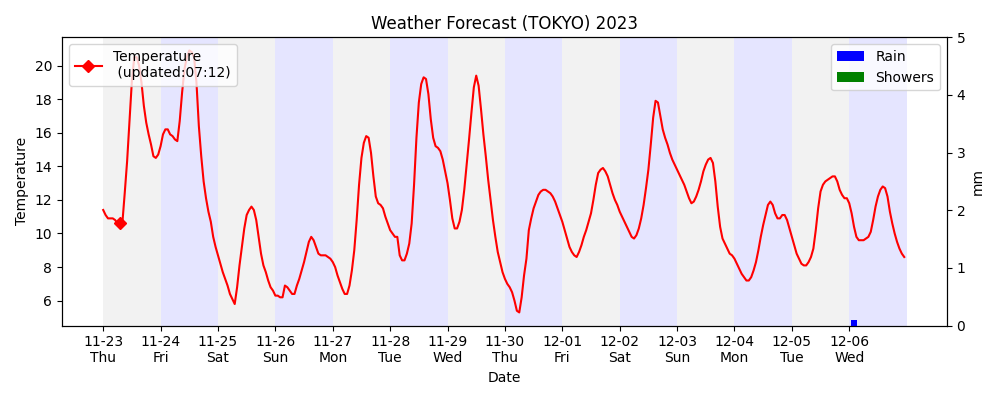 Weather Forecast (TOKYO) 2023
Temperature
(updated:07:12)
Rain
Showers
Temperature
20
18
16
14
12
10
8
6
5
4
3
2
1
0
mm
11-23 11-24 11-25 11-26 11-27 11-28 11-29 11-30 12-01 12-02 12-03 12-04 12-05 12-06
Thu Fri Sat Sun Mon Tue Wed Thu Fri Sat Sun Mon Tue Wed
Date